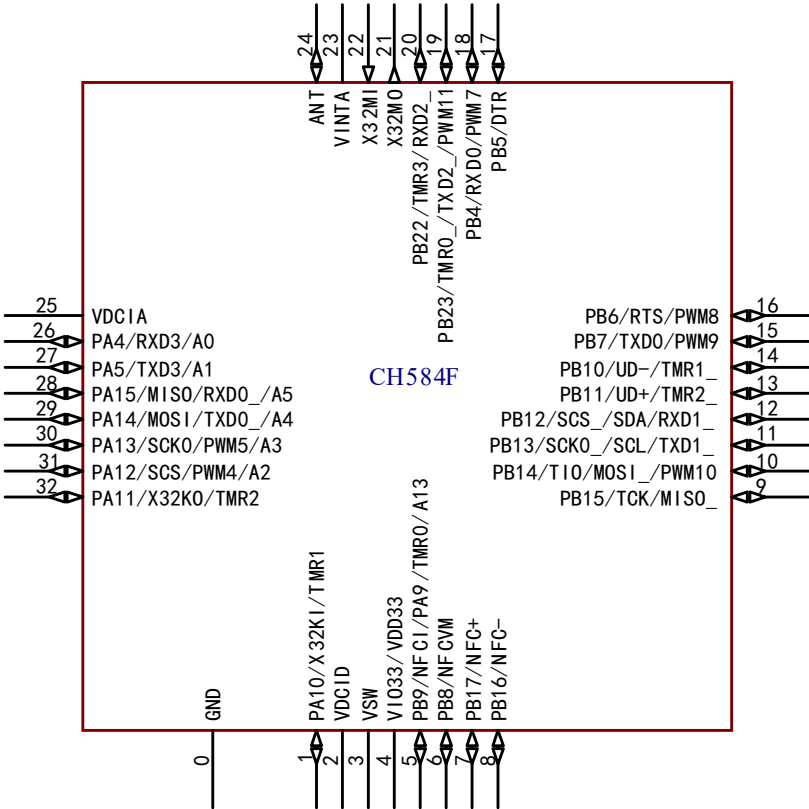 24
23
22
21
20
19
18
17
ANT
VINTA
X32MI
X32MO
PB22/TMR3/RXD2_
PB23/TMR0_/TXD2_/PWM11
PB4/RXD0/PWM7
PB5/DTR
25 VDCIA
26 PA4/RXD3/A0
27 PA5/TXD3/A1
28 PA15/MISO/RXD0_/A5
29 PA14/MOSI/TXD0_/A4
30 PA13/SCK0/PWM5/A3
31 PA12/SCS/PWM4/A2
32 PA11/X32KO/TMR2
CH584F
PB6/RTS/PWM8 16
PB7/TXD0/PWM9 15
PB10/UD-/TMR1_ 14
PB11/UD+/TMR2_ 13
PB12/SCS_/SDA/RXD1_ 12
PB13/SCK0_/SCL/TXD1_ 11
PB14/TIO/MOSI_/PWM10 10
PB15/TCK/MISO_ 9
GND
PA10/X32KI/TMR1
VDCID
VSW
VIO33/VDD33
PB9/NFCI/PA9/TMR0/A13
PB8/NFCVM
PB17/NFC+
PB16/NFC-
0
1
2
3
4
5
6
7
8